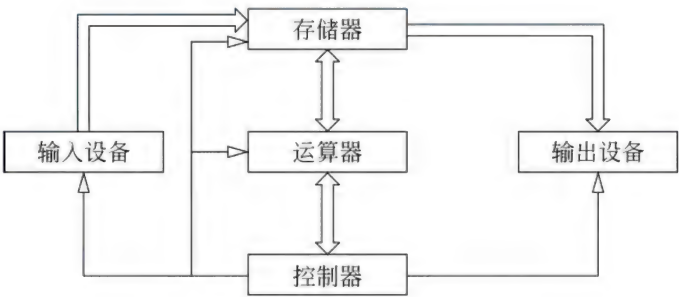 存储器
输入设备
运算器
输出设备
控制器